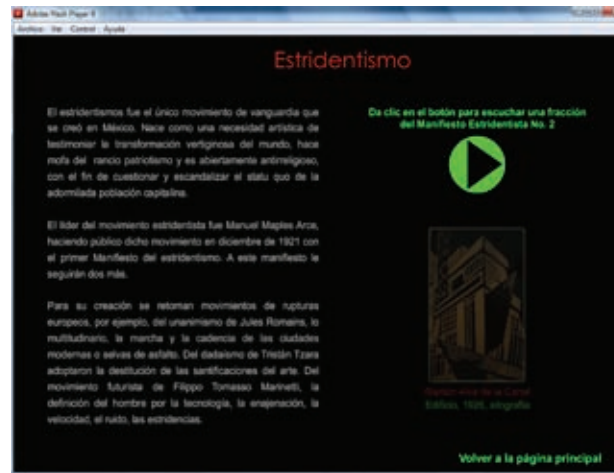 Adobe Flash Player 8
Archivo Ver Control Ayuda
Estridentismo
El estridentismos fue el único movimiento de vanguardia que
se creó en México. Nace como una necesidad artística de
testimoniar la transformación vertiginosa del mundo, hace
mofa del rancio patriotismo y es abiertamente antirreligioso,
con el fin de cuestionar y escandalizar el statu quo de la
adormilada población capitalina.
El líder del movimiento estridentista fue Manuel Maples Arce,
haciendo público dicho movimiento en diciembre de 1921 con
el primer Manifiesto del estridentismo. A este manifiesto le
seguirán dos más.
Para su creación se retoman movimientos de rupturas
europeos, por ejemplo, del unanimismo de Jules Romains, lo
multitudinario, la marcha y la cadencia de las ciudades
modernas o selvas de asfalto. Del dadaísmo de Tristán Tzara
adoptaron la destitución de las santificaciones del arte. Del
movimiento futurista de Filippo Tomasso Marinetti, la
definición del hombre por la tecnología, la enajenación, la
velocidad, el ruido, las estridencias.
Da clic en el botón para escuchar una fracción
del Manifiesto Estridentista No. 2
Ramón Alva de la Canal
Edificio, 1926, xilografía
Volver a la página principal